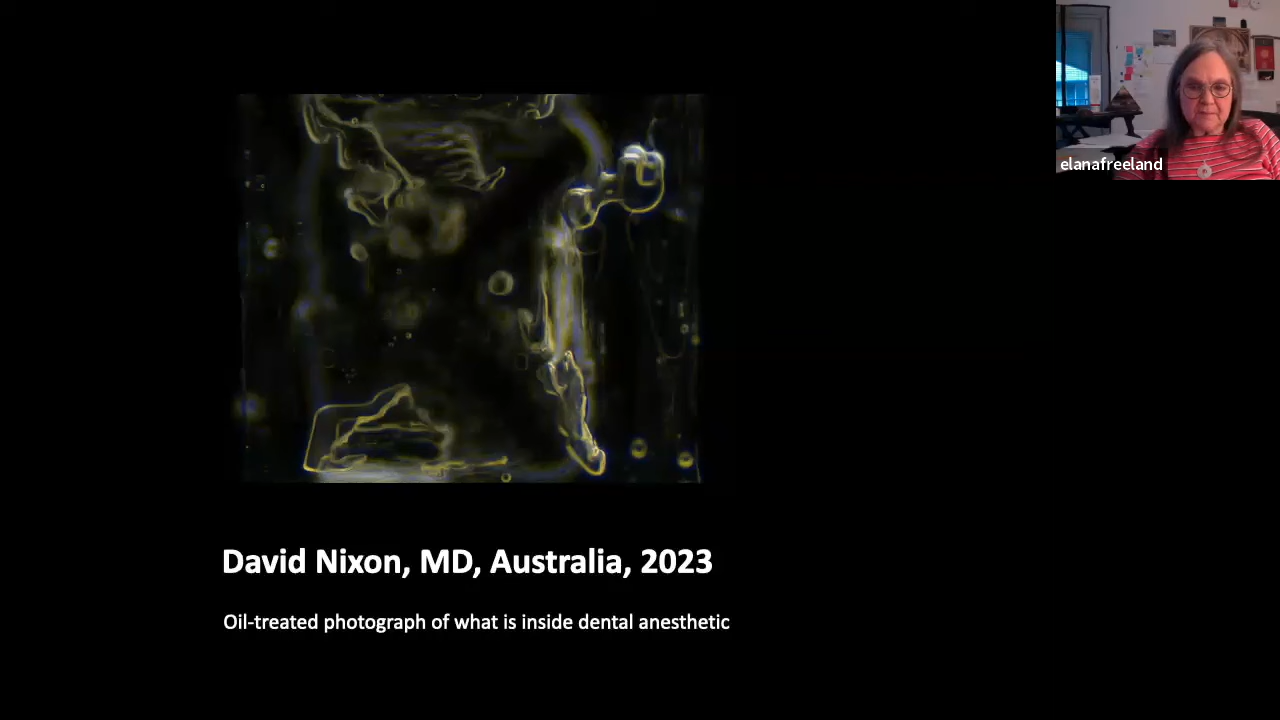 elanafreeland
David Nixon, MD, Australia, 2023
Oil-treated photograph of what is inside dental anesthetic